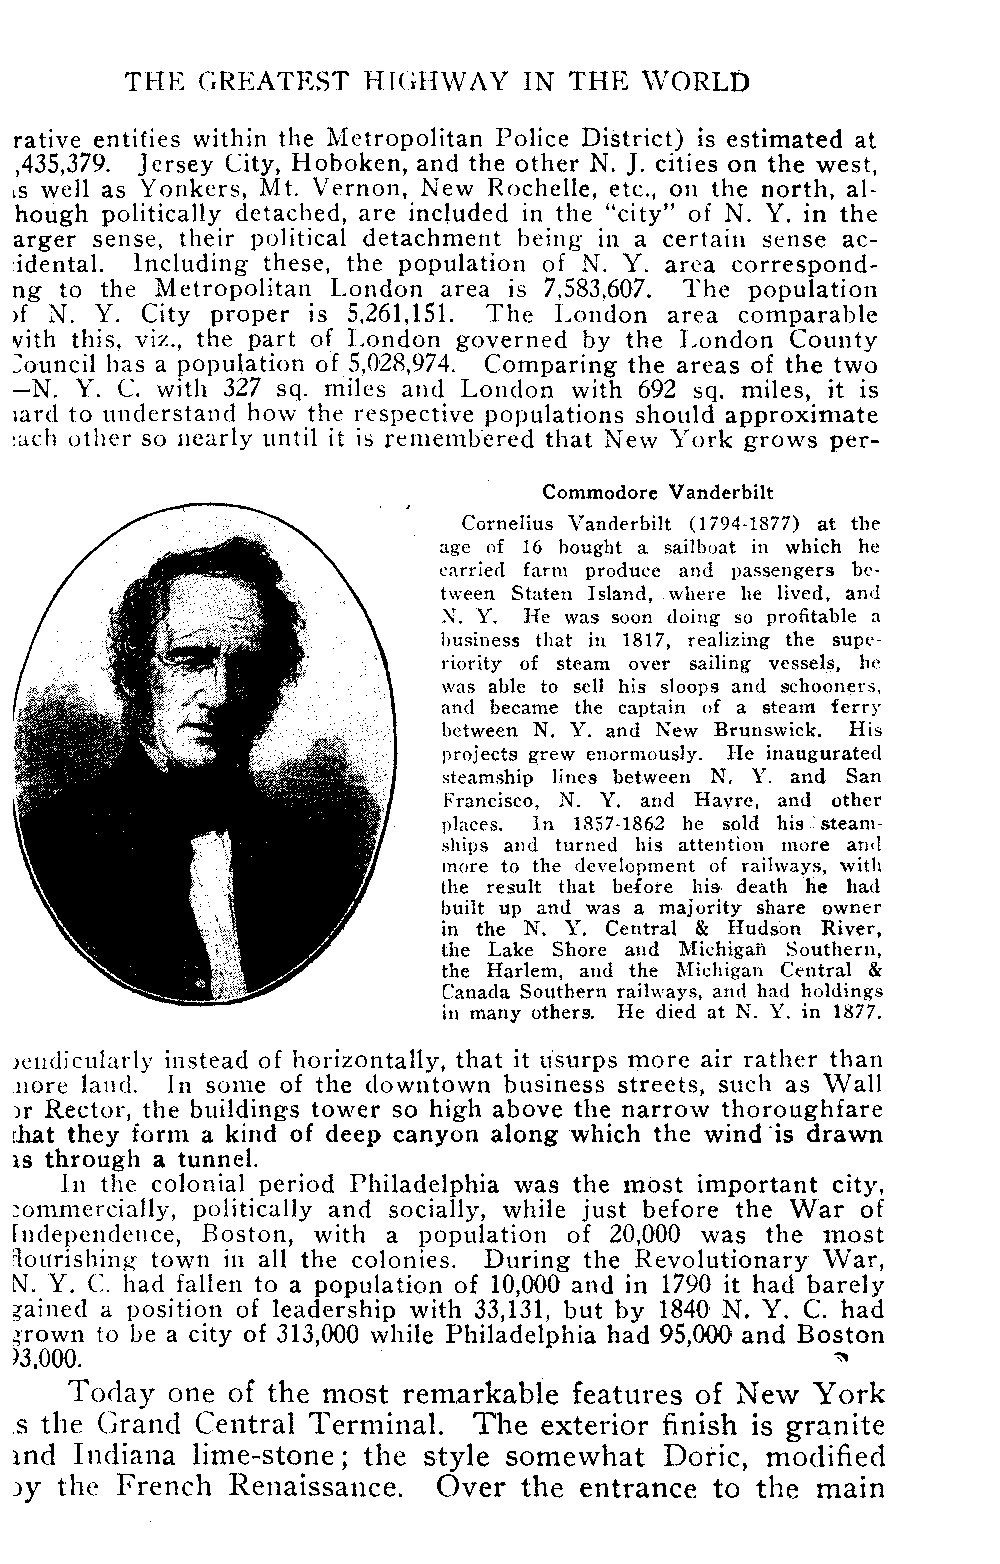 THE GREATEST HIGHWAY IN THE WORLD
rative entities within the Metropolitan Police District) is estimated at
,435,379. Jersey City, Hoboken, and the other N. J. cities on the west,
as well as Yonkers, Mt. Vernon, New Rochelle, etc., on the north, al-
hough politically detached, are included in the “city” of N. Y. in the
arger sense, their political detachment being in a certain sense ac-
cidental. Including these, the population of N. Y. area correspond-
ng to the Metropolitan London area is 7,583,607. The population
of N. Y. City proper is 5,261,151. The London area comparable
with this, viz., the part of London governed by the London County
Council has a population of 5,028,974. Comparing the areas of the two
—N. Y. C. with 327 sq. miles and London with 692 sq. miles, it is
hard to understand how the respective populations should approximate
each other so nearly until it is remembered that New York grows per-
Commodore Vanderbilt
Cornelius Vanderbilt (1794-1877) at the
age of 16 bought a sailboat in which he
carried farm produce and passengers be-
tween Staten Island, where he lived, and
N. Y. He was soon doing so profitable a
business that in 1817, realizing the supe-
riority of steam over sailing vessels, he
was able to sell his sloops and schooners,
and became the captain of a steam ferry
between N. Y. and New Brunswick. His
projects grew enormously. He inaugurated
steamship lines between N. Y. and San
Francisco, N. Y. and Havre, and other
places. In 1857-1862 he sold his steam-
ships and turned his attention more and
more to the development of railways, with
the result that before his death he had
built up and was a majority share owner
in the N. Y. Central & Hudson River,
the Lake Shore and Michigan Southern,
the Harlem, and the Michigan Central &
Canada Southern railways, and had holdings
in many others. He died at N. Y. in 1877.
pendicularly instead of horizontally, that it usurps more air rather than
more land. In some of the downtown business streets, such as Wall
or Rector, the buildings tower so high above the narrow thoroughfare
that they form a kind of deep canyon along which the wind is drawn
as through a tunnel.
In the colonial period Philadelphia was the most important city,
commercially, politically and socially, while just before the War of
Independence, Boston, with a population of 20,000 was the most
flourishing town in all the colonies. During the Revolutionary War,
N. Y. C. had fallen to a population of 10,000 and in 1790 it had barely
gained a position of leadership with 33,131, but by 1840 N. Y. C. had
grown to be a city of 313,000 while Philadelphia had 95,000 and Boston
93,000.
Today one of the most remarkable features of New York
s the Grand Central Terminal. The exterior finish is granite
and Indiana lime-stone; the style somewhat Doric, modified
by the French Renaissance. Over the entrance to the main